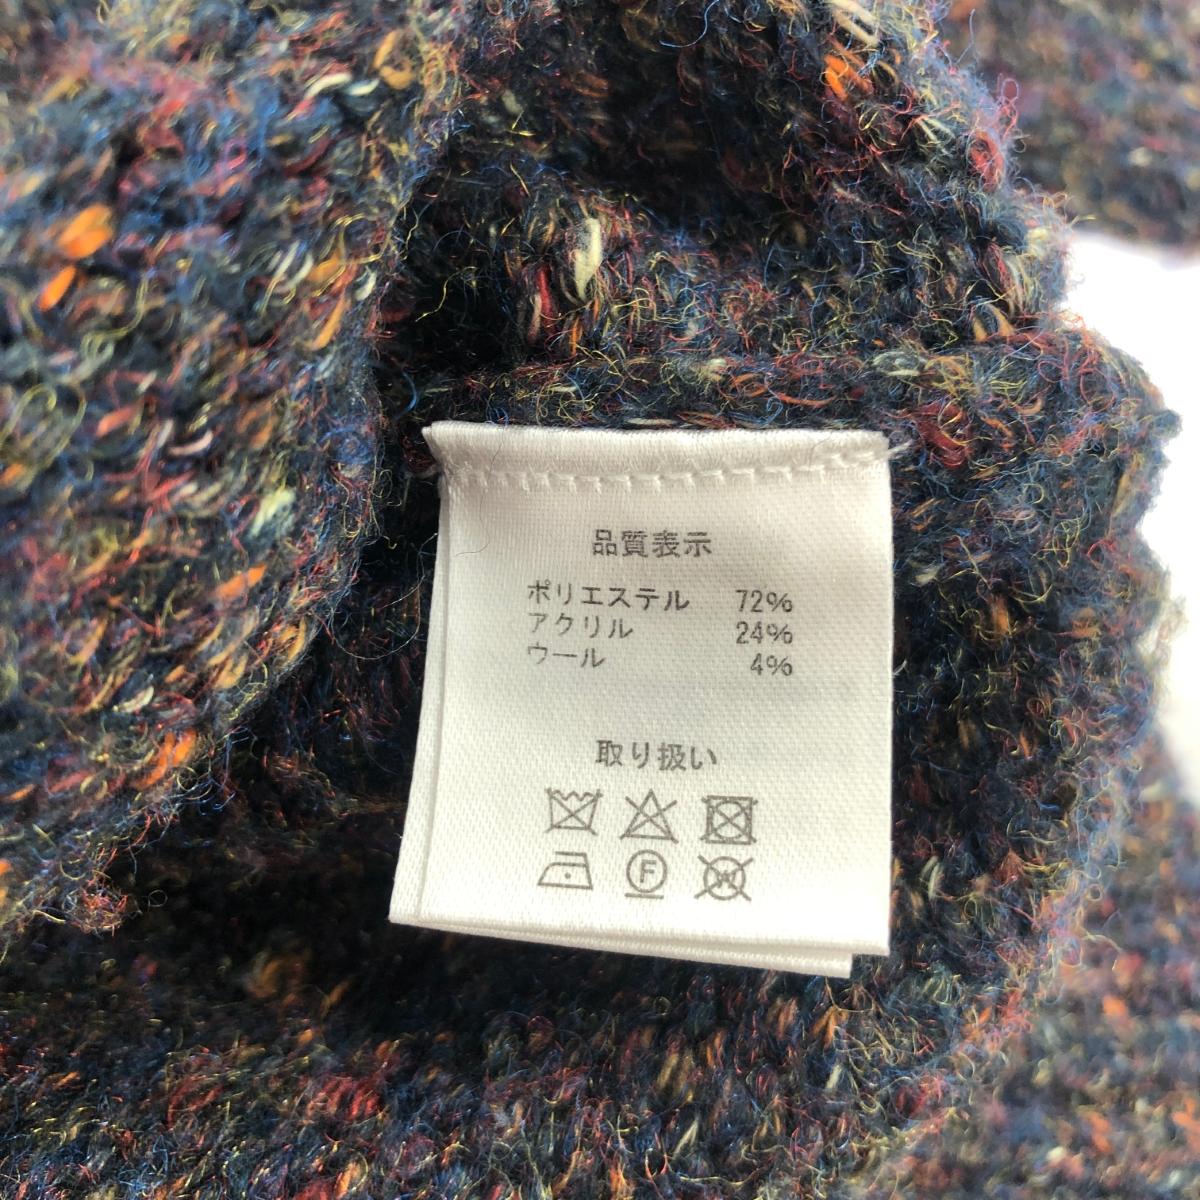 品質表示
ポリエステル 72%
アクリル 24%
ウール 4%
取り扱い
F W